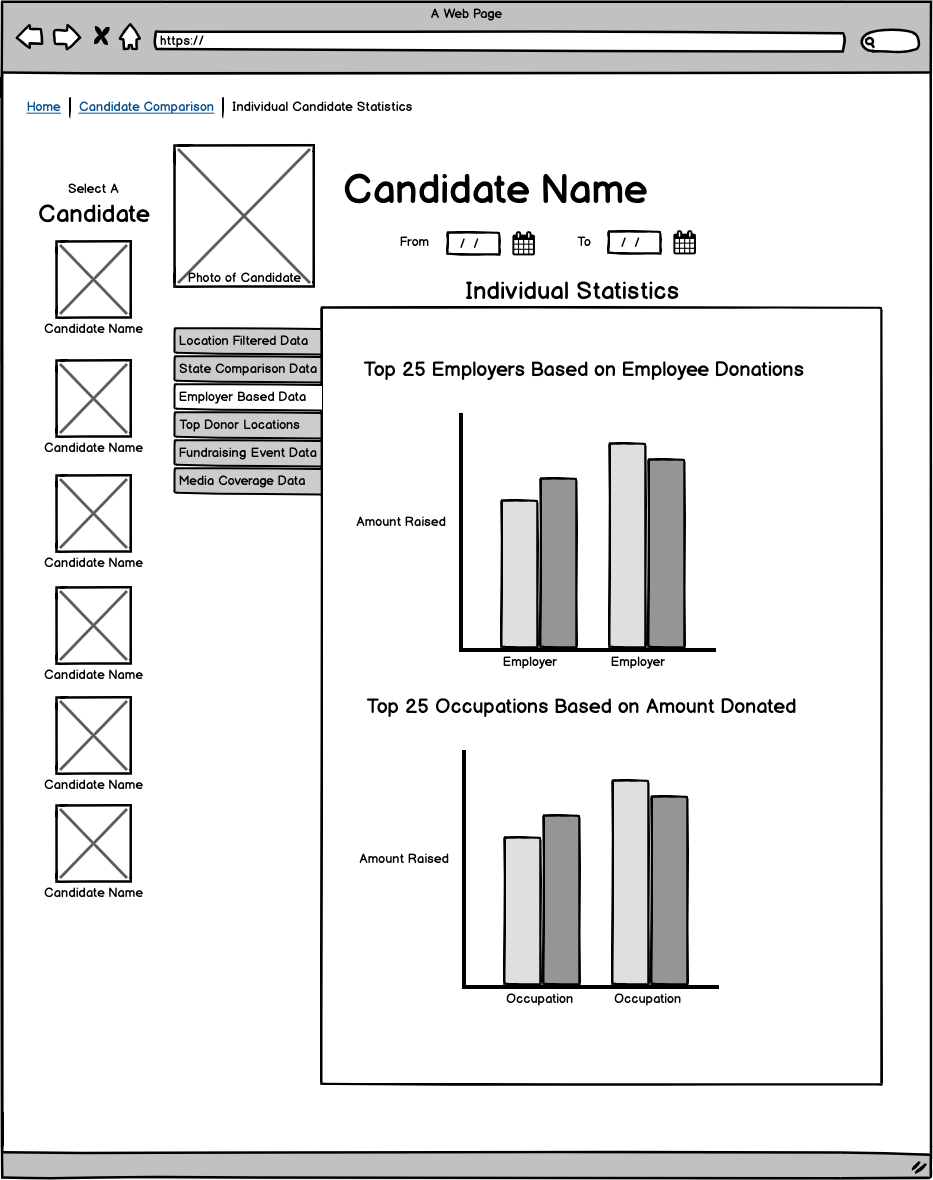 A Web Page
https://
Home
Candidate Comparison
Individual Candidate Statistics
Select A
Candidate
Candidate Name
Candidate Name
Candidate Name
Candidate Name
Candidate Name
Candidate Name
Photo of Candidate
Candidate Name
From
/ /
To
/ /
Individual Statistics
Location Filtered Data
State Comparison Data
Employer Based Data
Top Donor Locations
Fundraising Event Data
Media Coverage Data
Top 25 Employers Based on Employee Donations
Amount Raised
Employer
Employer
Top 25 Occupations Based on Amount Donated
Amount Raised
Occupation
Occupation